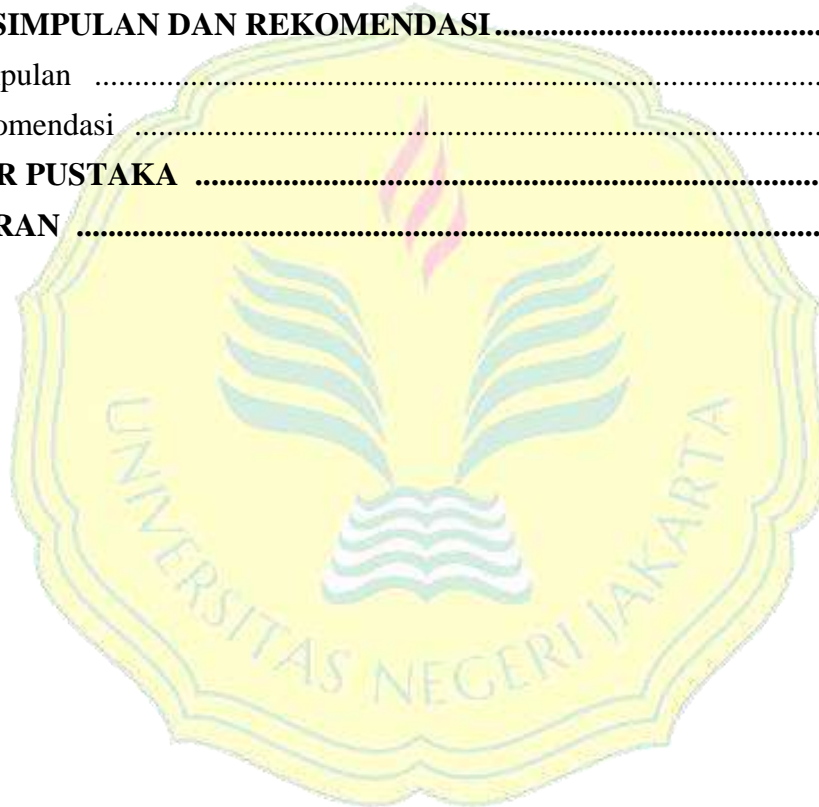 SIMPULAN DAN REKOMENDASI................................................
pulan ..........................................................................................
omendasi .....................................................................................
R PUSTAKA ................................................................................
RAN ..............................................................................................
UNIVERSITAS NEGERI JAKARTA